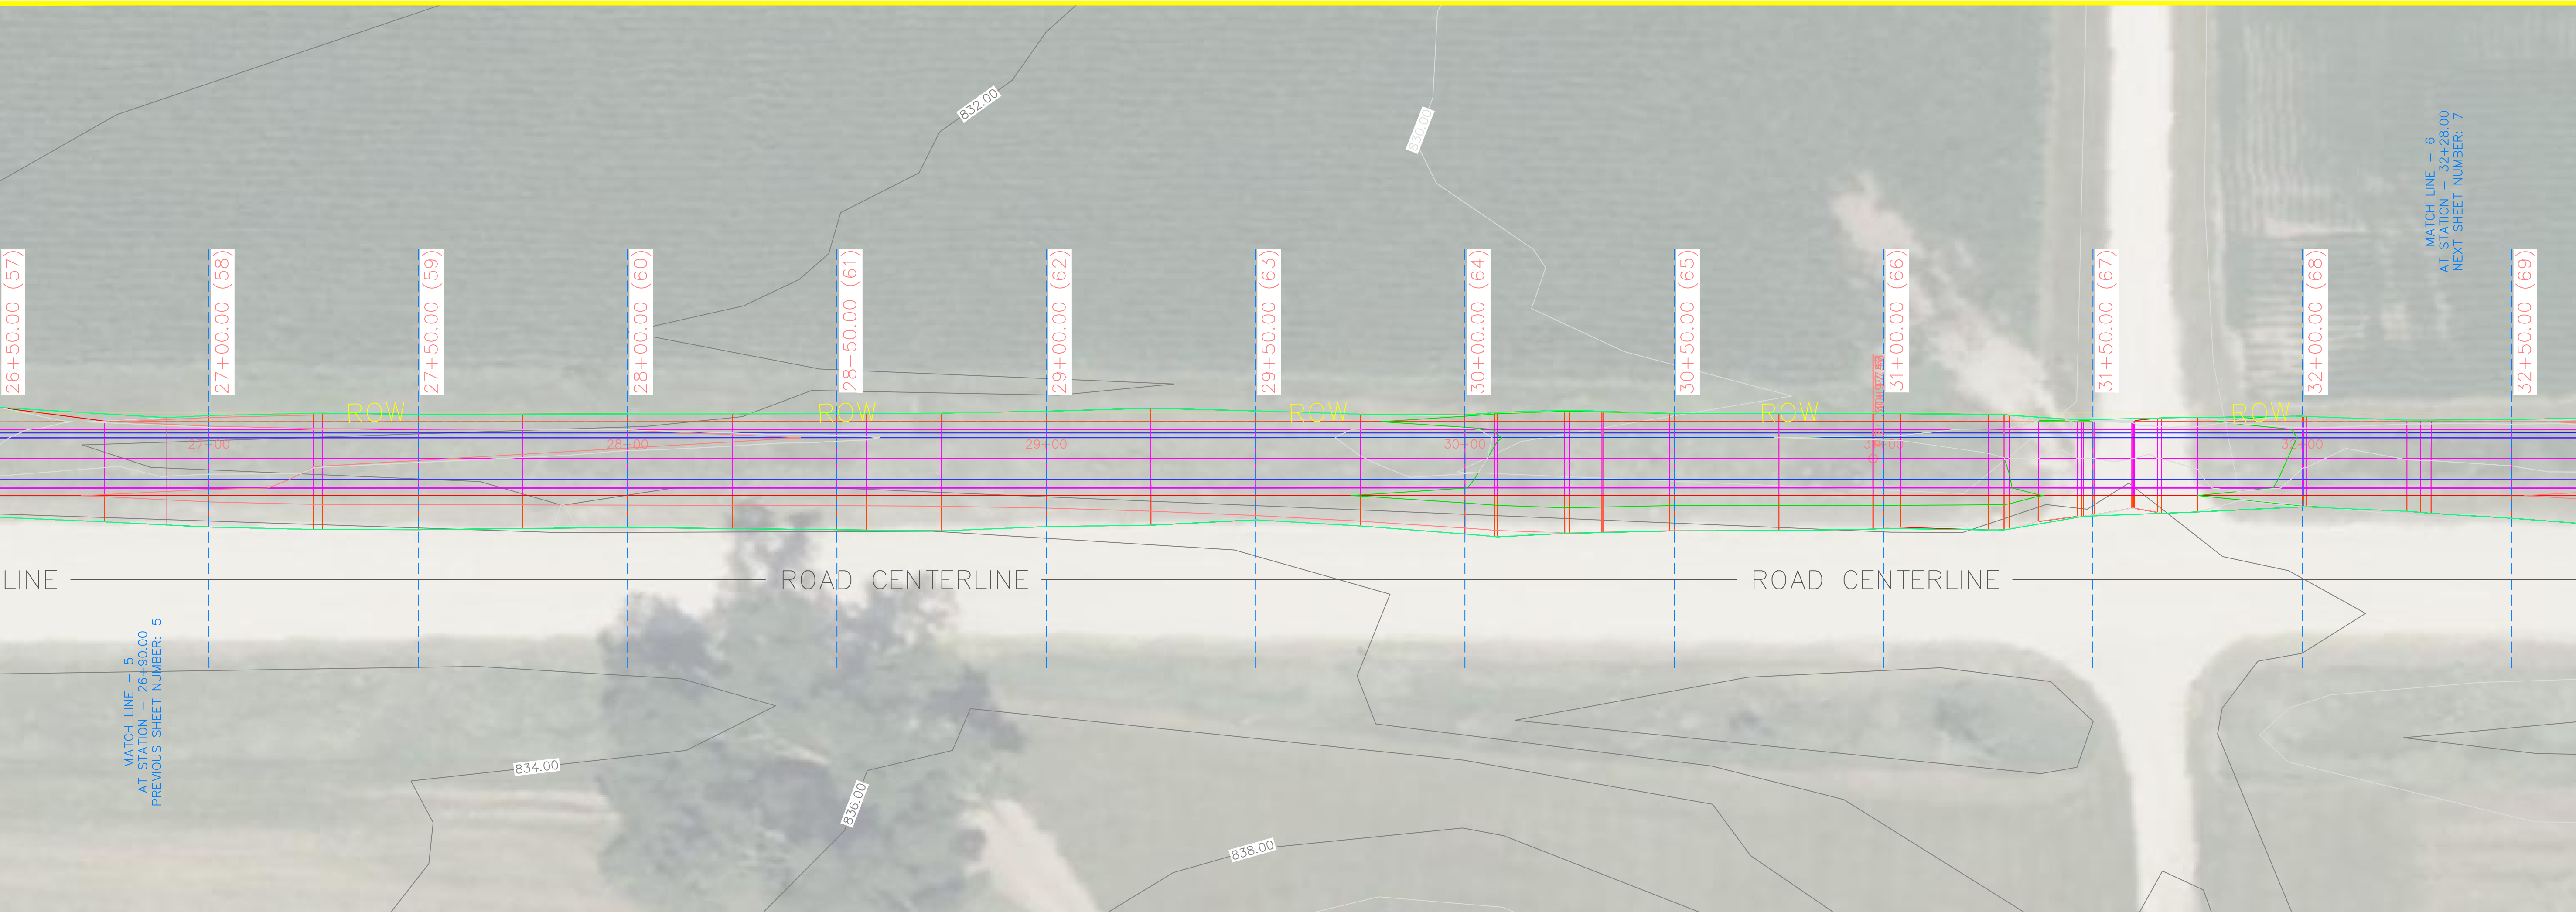 832.00
830.00
MATCH LINE - 6
AT STATION - 32+28.00
NEXT SHEET NUMBER: 7
26+50.00 (57)
27+00.00 (58)
27+50.00 (59)
28+00.00 (60)
28+50.00 (61)
29+00.00 (62)
29+50.00 (63)
30+00.00 (64)
30+50.00 (65)
31+00.00 (66)
31+50.00 (67)
32+00.00 (68)
32+50.00 (69)
ROW
ROW
ROW
ROW
ROW
27+00
28+00
29+00
30+00
32+00
LINE
ROAD CENTERLINE
ROAD CENTERLINE
MATCH LINE - 5
AT STATION - 26+90.00
PREVIOUS SHEET NUMBER: 5
834.00
836.00
838.00